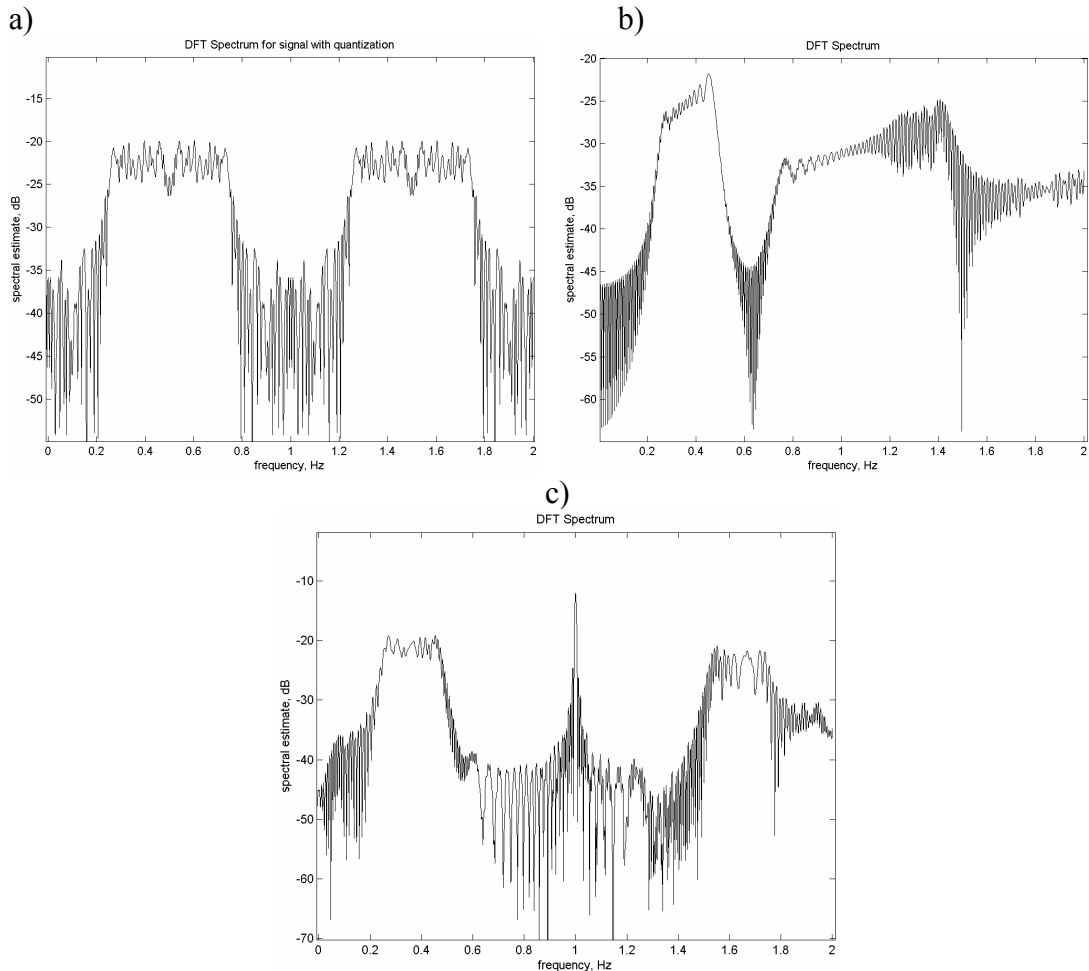 a)
DFT Spectrum for signal with quantization
spectral estimate, dB
-15
-20
-25
-30
-35
-40
-45
-50
0 0.2 0.4 0.6 0.8 1 1.2 1.4 1.6 1.8 2
frequency, Hz
b)
DFT Spectrum
spectral estimate, dB
-20
-25
-30
-35
-40
-45
-50
-55
-60
0.2 0.4 0.6 0.8 1 1.2 1.4 1.6 1.8 2
frequency, Hz
c)
DFT Spectrum
spectral estimate, dB
-10
-20
-30
-40
-50
-60
-70
0 0.2 0.4 0.6 0.8 1 1.2 1.4 1.6 1.8 2
frequency, Hz